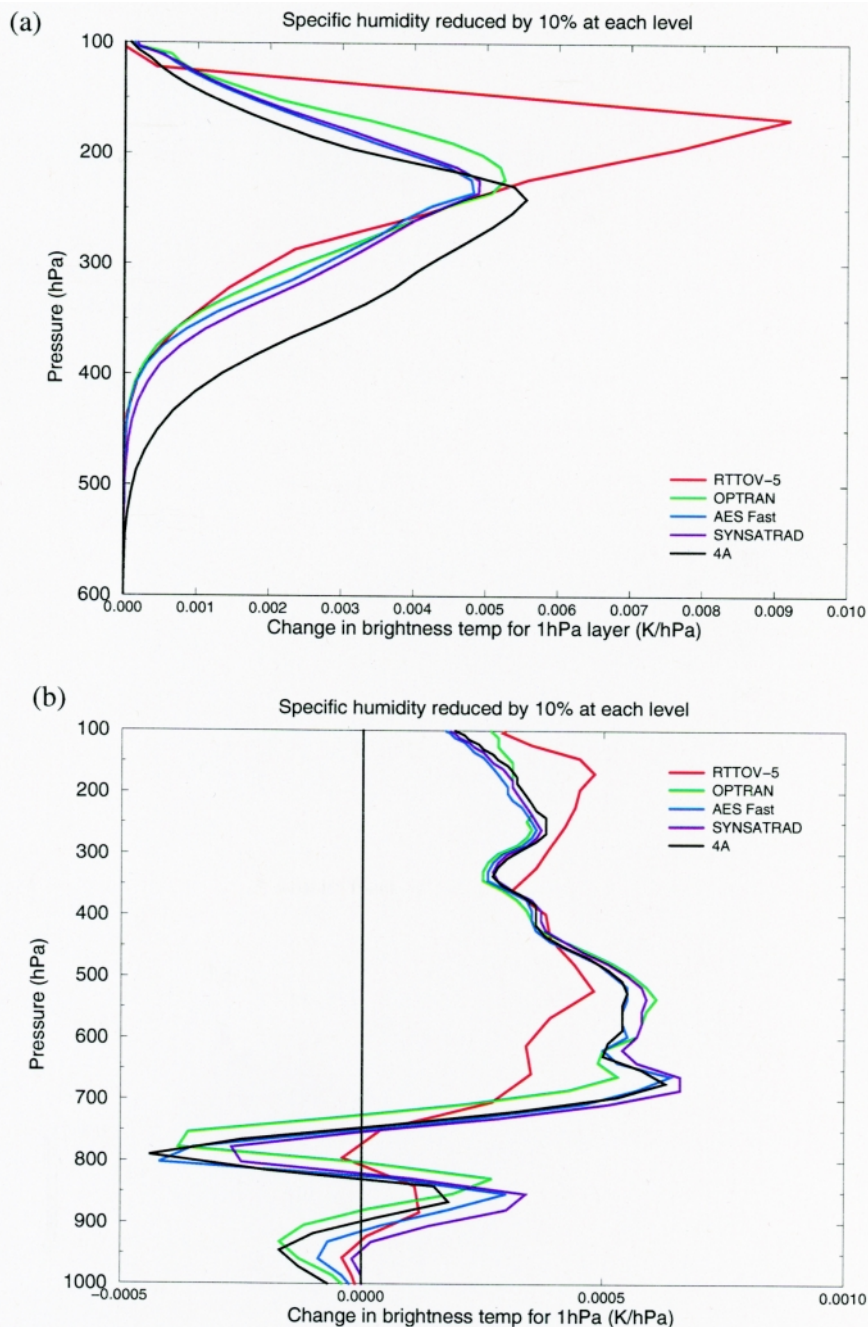 (a)
Specific humidity reduced by 10% at each level
100
200
300
400
500
600
Pressure (hPa)
RTTOV-5
OPTRAN
AES Fast
SYNSATRAD
4A
0.000 0.001 0.002 0.003 0.004 0.005 0.006 0.007 0.008 0.009 0.010
Change in brightness temp for 1hPa layer (K/hPa)
(b)
Specific humidity reduced by 10% at each level
100
200
300
400
500
600
700
800
900
1000
Pressure (hPa)
RTTOV-5
OPTRAN
AES Fast
SYNSATRAD
4A
−0.0005 0.0000 0.0005 0.0010
Change in brightness temp for 1hPa (K/hPa)